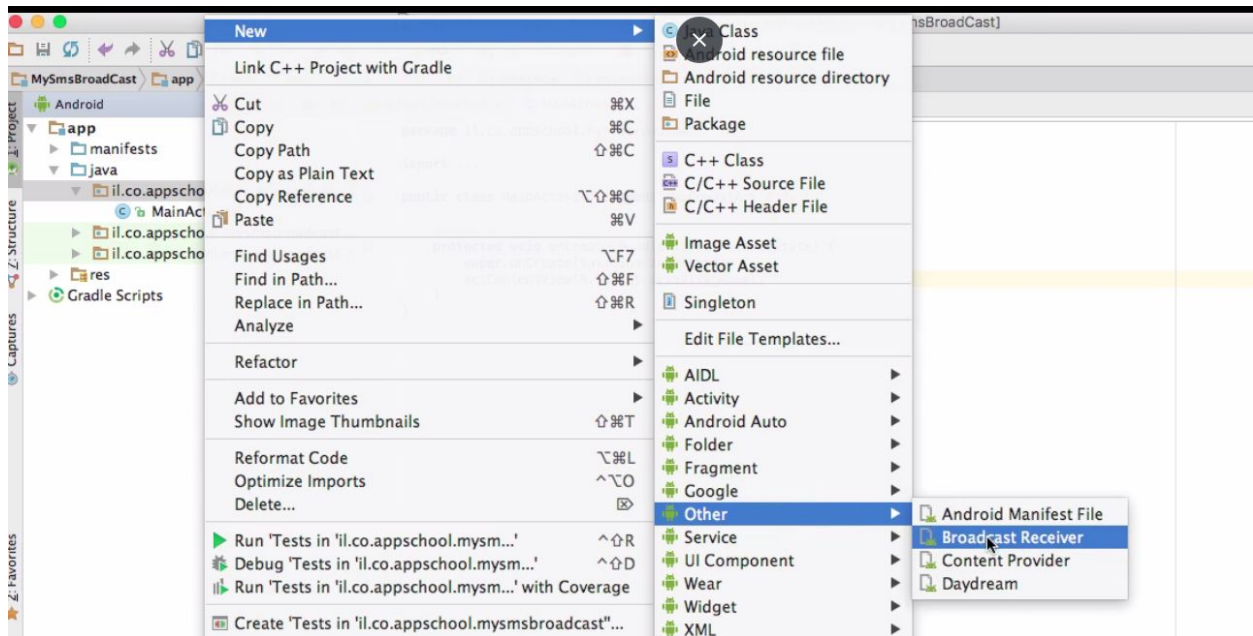 nsBroadCast]
MySmsBroadCast
app
Android
app
manifests
java
il.co.appscho
MainAct
il.co.appscho
il.co.appscho
res
Gradle Scripts
1: Project
Z: Structure
Captures
2: Favorites
New
Link C++ Project with Gradle
Cut ⌘X
Copy ⌘C
Copy Path ⇧⌘C
Copy as Plain Text
Copy Reference ⌥⇧⌘C
Paste ⌘V
Find Usages ⌥F7
Find in Path... ⇧⌘F
Replace in Path... ⇧⌘R
Analyze
Refactor
Add to Favorites
Show Image Thumbnails ⇧⌘T
Reformat Code ⌥⌘L
Optimize Imports ^⌥O
Delete... ⌦
Run 'Tests in 'il.co.appschool.mysm...' ^⇧R
Debug 'Tests in 'il.co.appschool.mysm...' ^⇧D
Run 'Tests in 'il.co.appschool.mysm...' with Coverage
Create 'Tests in 'il.co.appschool.mysmsbroadcast''...
Java Class
Android resource file
Android resource directory
File
Package
C++ Class
C/C++ Source File
C/C++ Header File
Image Asset
Vector Asset
Singleton
Edit File Templates...
AIDL
Activity
Android Auto
Folder
Fragment
Google
Other
Service
UI Component
Wear
Widget
XML
Android Manifest File
Broadcast Receiver
Content Provider
Daydream